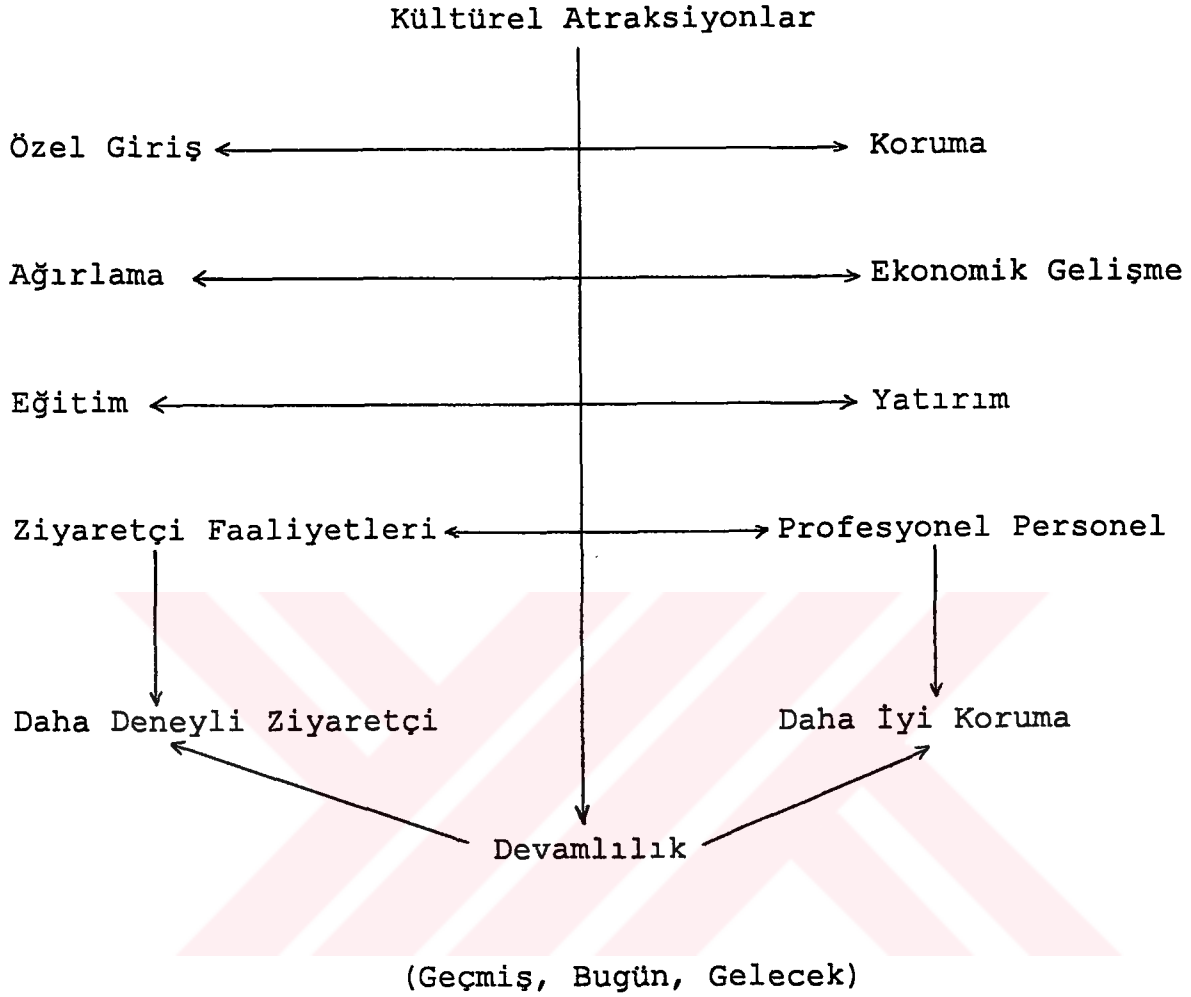 Kültürel Atraksiyonlar
Özel Giriş Koruma
Ağırlama Ekonomik Gelişme
Eğitim Yatırım
Ziyaretçi Faaliyetleri Profesyonel Personel
Daha Deneyli Ziyaretçi Daha İyi Koruma
Devamlılık
(Geçmiş, Bugün, Gelecek)